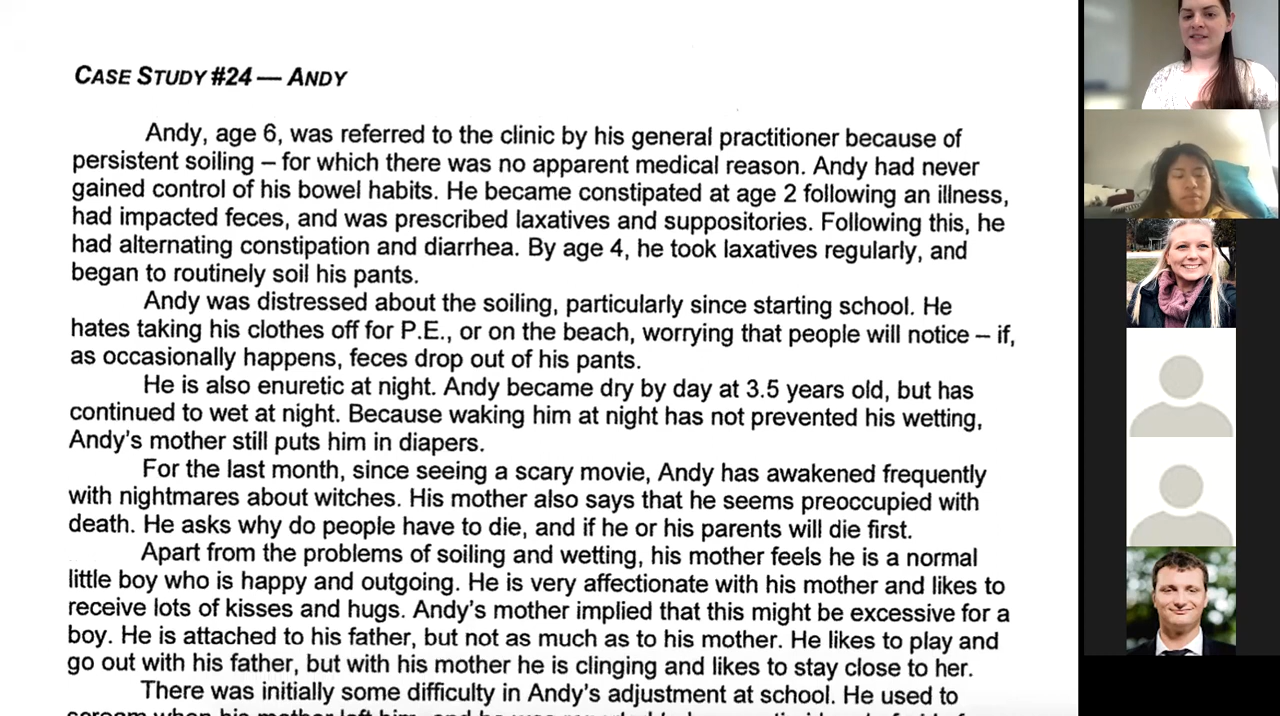 CASE STUDY #24 — ANDY
Andy, age 6, was referred to the clinic by his general practitioner because of
persistent soiling – for which there was no apparent medical reason. Andy had never
gained control of his bowel habits. He became constipated at age 2 following an illness,
had impacted feces, and was prescribed laxatives and suppositories. Following this, he
had alternating constipation and diarrhea. By age 4, he took laxatives regularly, and
began to routinely soil his pants.
Andy was distressed about the soiling, particularly since starting school. He
hates taking his clothes off for P.E., or on the beach, worrying that people will notice – if,
as occasionally happens, feces drop out of his pants.
He is also enuretic at night. Andy became dry by day at 3.5 years old, but has
continued to wet at night. Because waking him at night has not prevented his wetting,
Andy's mother still puts him in diapers.
For the last month, since seeing a scary movie, Andy has awakened frequently
with nightmares about witches. His mother also says that he seems preoccupied with
death. He asks why do people have to die, and if he or his parents will die first.
Apart from the problems of soiling and wetting, his mother feels he is a normal
little boy who is happy and outgoing. He is very affectionate with his mother and likes to
receive lots of kisses and hugs. Andy's mother implied that this might be excessive for a
boy. He is attached to his father, but not as much as to his mother. He likes to play and
go out with his father, but with his mother he is clinging and likes to stay close to her.
There was initially some difficulty in Andy's adjustment at school. He used to